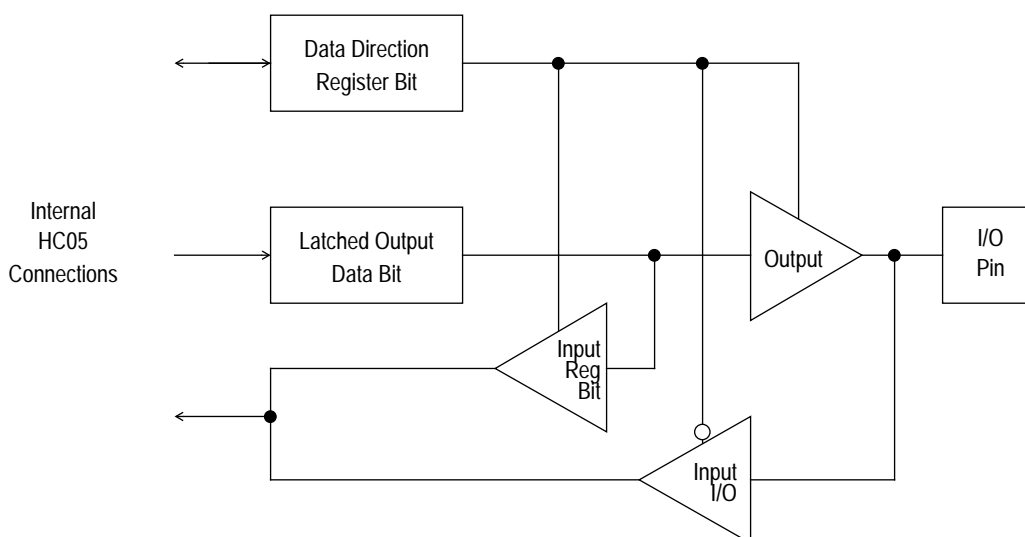 Data Direction
Register Bit
Internal
HC05
Connections
Latched Output
Data Bit
Output
I/O
Pin
Input
Reg
Bit
Input
I/O